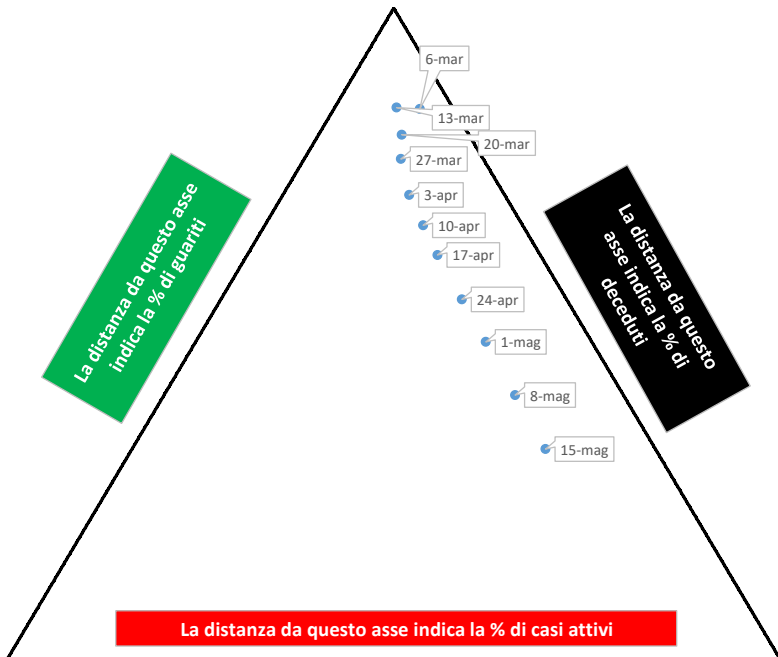 6-mar
13-mar
20-mar
27-mar
3-apr
10-apr
17-apr
24-apr
1-mag
8-mag
15-mag
La distanza da questo asse
indica la % di guariti
La distanza da questo
asse indica la % di
deceduti
La distanza da questo asse indica la % di casi attivi